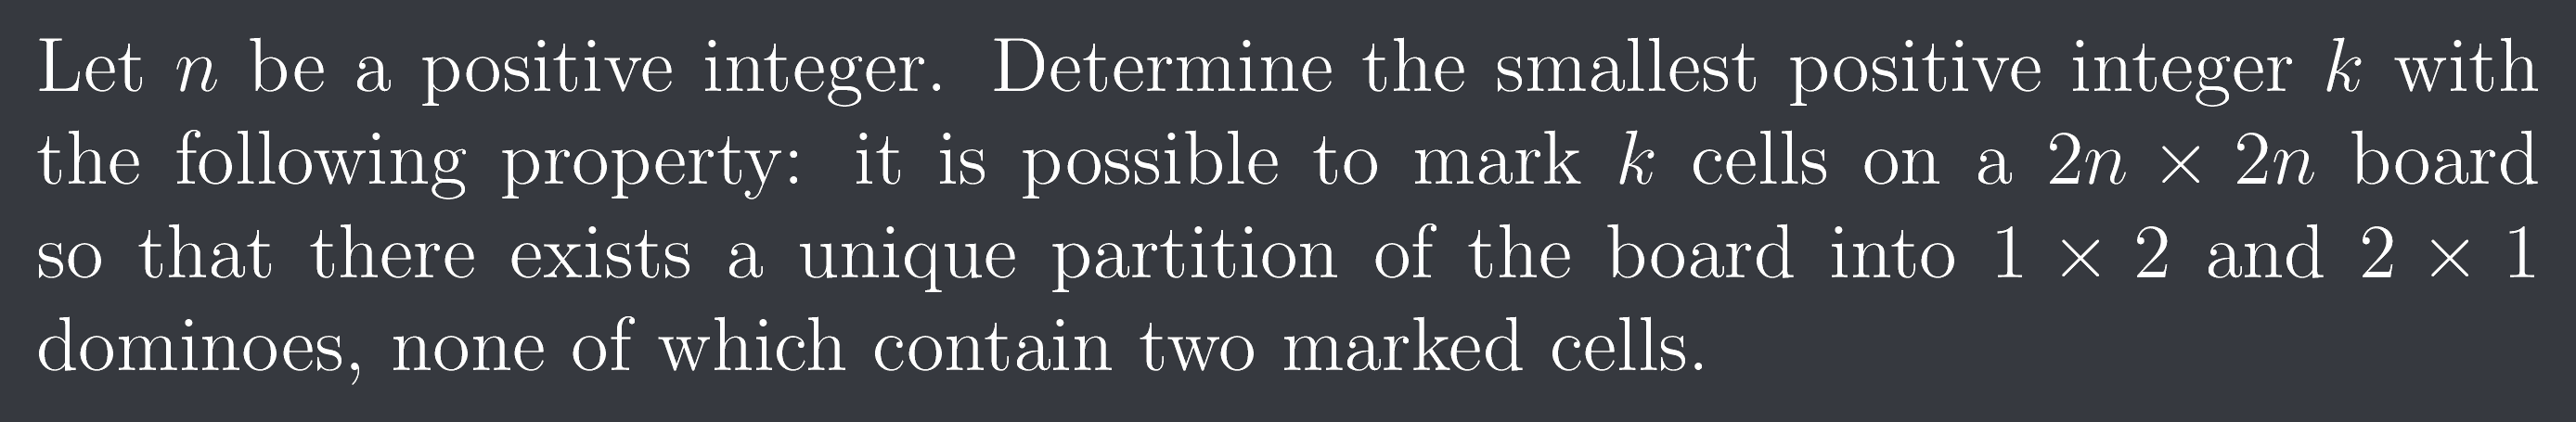 Let n be a positive integer. Determine the smallest positive integer k with
the following property: it is possible to mark k cells on a 2n × 2n board
so that there exists a unique partition of the board into 1 × 2 and 2 × 1
dominoes, none of which contain two marked cells.